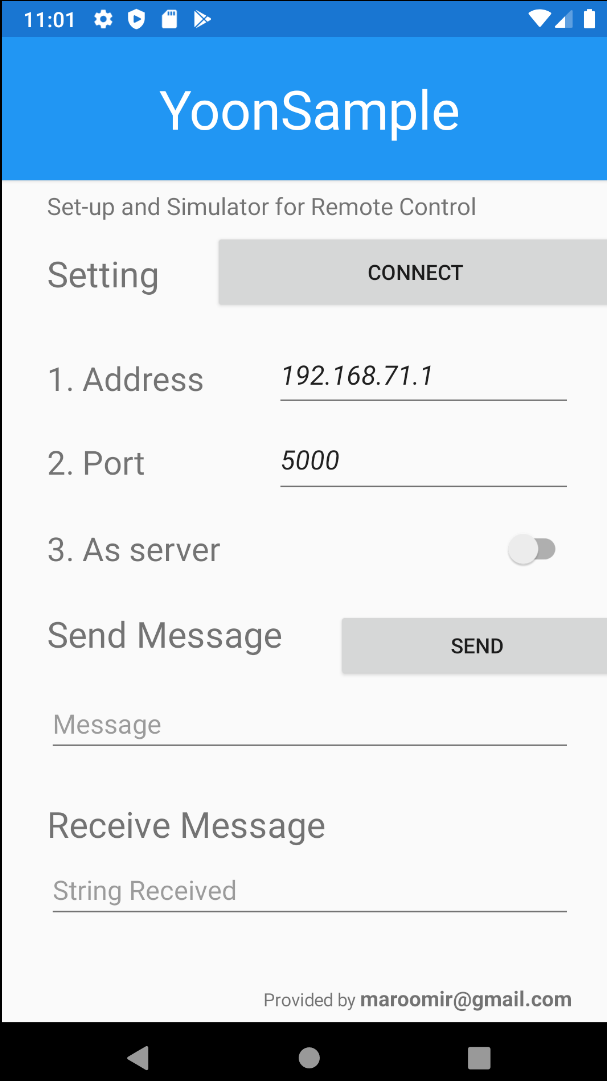 11:01
YoonSample
Set-up and Simulator for Remote Control
Setting CONNECT
1. Address 192.168.71.1
2. Port 5000
3. As server
Send Message SEND
Message
Receive Message
String Received
Provided by maroomir@gmail.com